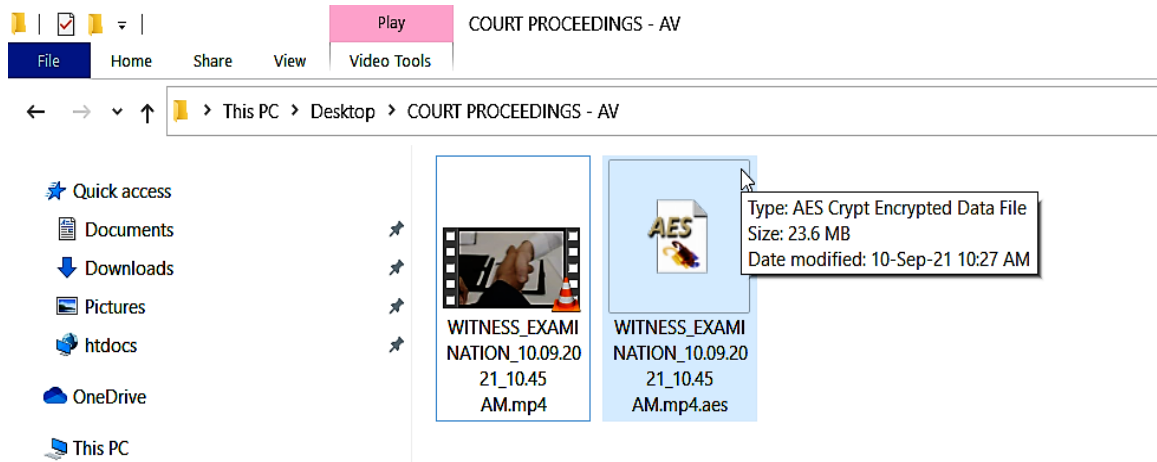 Play
COURT PROCEEDINGS - AV
File
Home
Share
View
Video Tools
This PC
Desktop
COURT PROCEEDINGS - AV
Quick access
Documents
Downloads
Pictures
htdocs
OneDrive
This PC
WITNESS_EXAMI
NATION_10.09.20
21_10.45
AM.mp4
AES
WITNESS_EXAMI
NATION_10.09.20
21_10.45
AM.mp4.aes
Type: AES Crypt Encrypted Data File
Size: 23.6 MB
Date modified: 10-Sep-21 10:27 AM